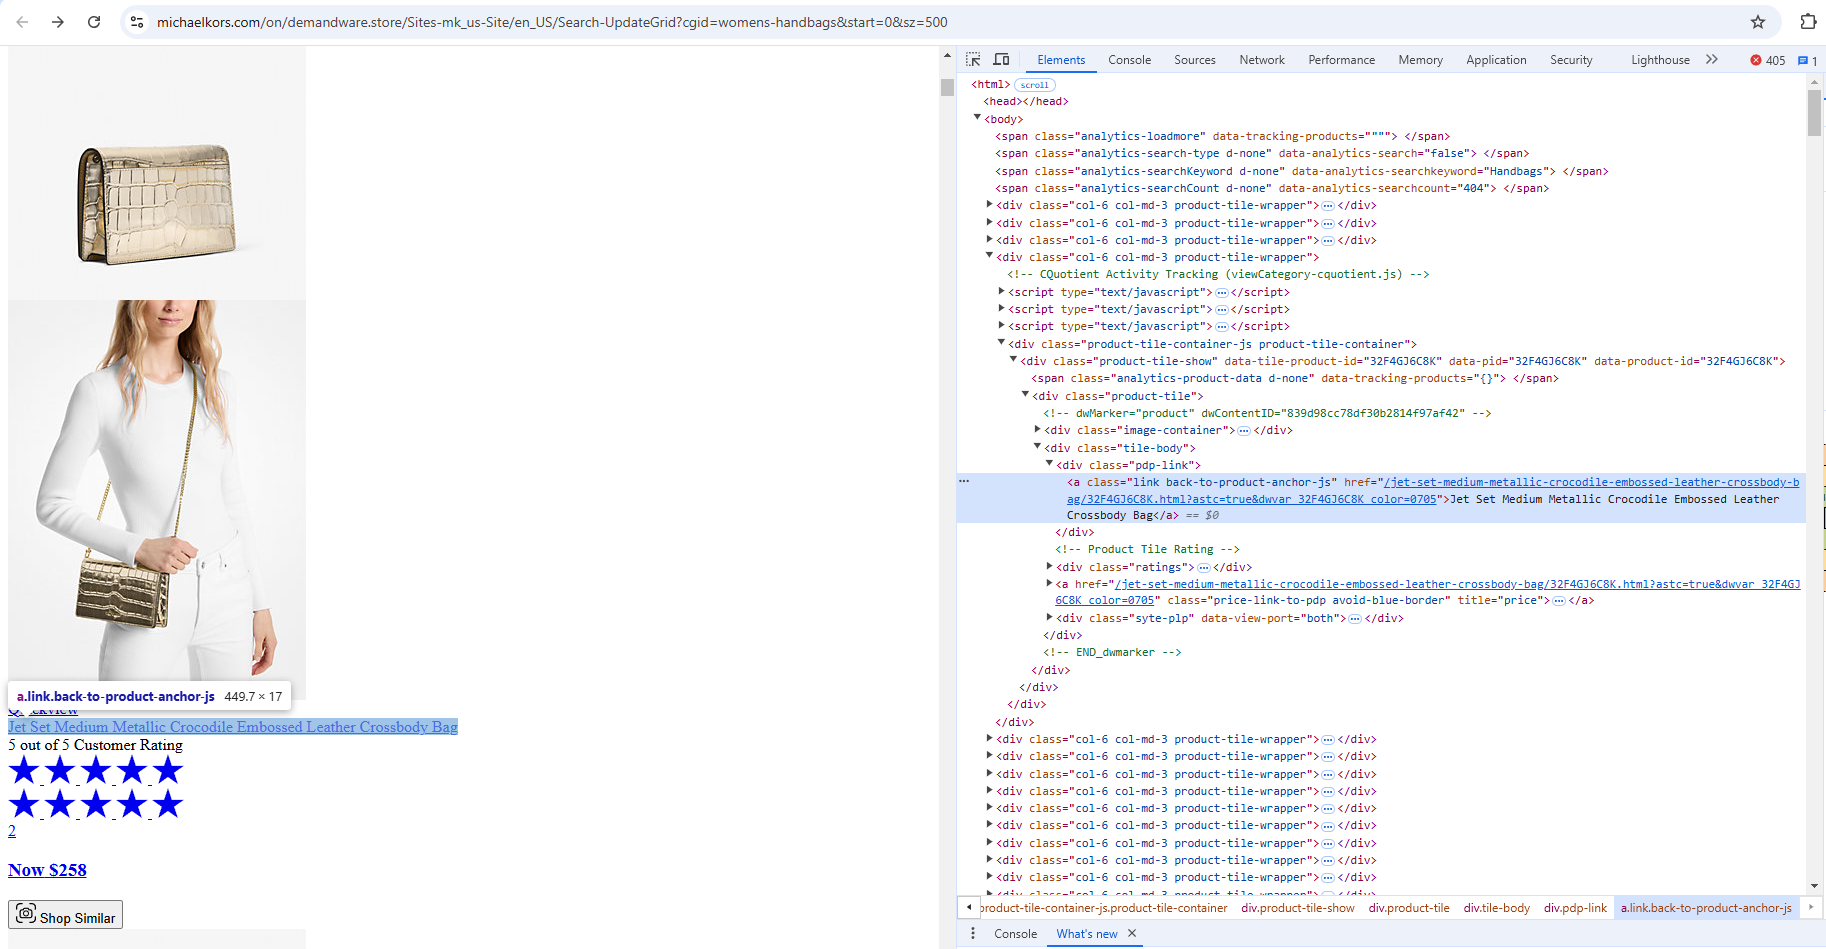 michaelkors.com/on/demandware.store/Sites-mk_us-Site/en_US/Search-UpdateGrid?cgid=womens-handbags&start=0&sz=500
a.link.back-to-product-anchor-js 449.7 × 17
Jet Set Medium Metallic Crocodile Embossed Leather Crossbody Bag
5 out of 5 Customer Rating
2
Now $258
Shop Similar
Elements Console Sources Network Performance Memory Application Security Lighthouse 405 1
<html> scroll
<head></head>
<body>
<span class="analytics-loadmore" data-tracking-products=""""> </span>
<span class="analytics-search-type d-none" data-analytics-search="false"> </span>
<span class="analytics-searchKeyword d-none" data-analytics-searchkeyword="Handbags"> </span>
<span class="analytics-searchCount d-none" data-analytics-searchcount="404"> </span>
<div class="col-6 col-md-3 product-tile-wrapper">…</div>
<div class="col-6 col-md-3 product-tile-wrapper">…</div>
<div class="col-6 col-md-3 product-tile-wrapper">…</div>
<div class="col-6 col-md-3 product-tile-wrapper">
<!-- CQuotient Activity Tracking (viewCategory-cquotient.js) -->
<script type="text/javascript">…</script>
<script type="text/javascript">…</script>
<script type="text/javascript">…</script>
<div class="product-tile-container-js product-tile-container">
<div class="product-tile-show" data-tile-product-id="32F4GJ6C8K" data-pid="32F4GJ6C8K" data-product-id="32F4GJ6C8K">
<span class="analytics-product-data d-none" data-tracking-products="{}"> </span>
<div class="product-tile">
<!-- dwMarker="product" dwContentID="839d98cc78df30b2814f97af42" -->
<div class="image-container">…</div>
<div class="tile-body">
<div class="pdp-link">
… <a class="link back-to-product-anchor-js" href="/jet-set-medium-metallic-crocodile-embossed-leather-crossbody-b
ag/32F4GJ6C8K.html?astc=true&dwvar_32F4GJ6C8K_color=0705">Jet Set Medium Metallic Crocodile Embossed Leather
Crossbody Bag</a> == $0
</div>
<!-- Product Tile Rating -->
<div class="ratings">…</div>
<a href="/jet-set-medium-metallic-crocodile-embossed-leather-crossbody-bag/32F4GJ6C8K.html?astc=true&dwvar_32F4GJ
6C8K_color=0705" class="price-link-to-pdp avoid-blue-border" title="price">…</a>
<div class="syte-plp" data-view-port="both">…</div>
</div>
<!-- END_dwmarker -->
</div>
</div>
</div>
</div>
<div class="col-6 col-md-3 product-tile-wrapper">…</div>
<div class="col-6 col-md-3 product-tile-wrapper">…</div>
<div class="col-6 col-md-3 product-tile-wrapper">…</div>
<div class="col-6 col-md-3 product-tile-wrapper">…</div>
<div class="col-6 col-md-3 product-tile-wrapper">…</div>
<div class="col-6 col-md-3 product-tile-wrapper">…</div>
<div class="col-6 col-md-3 product-tile-wrapper">…</div>
<div class="col-6 col-md-3 product-tile-wrapper">…</div>
<div class="col-6 col-md-3 product-tile-wrapper">…</div>
product-tile-container-js.product-tile-container div.product-tile-show div.product-tile div.tile-body div.pdp-link a.link.back-to-product-anchor-js
Console What's new